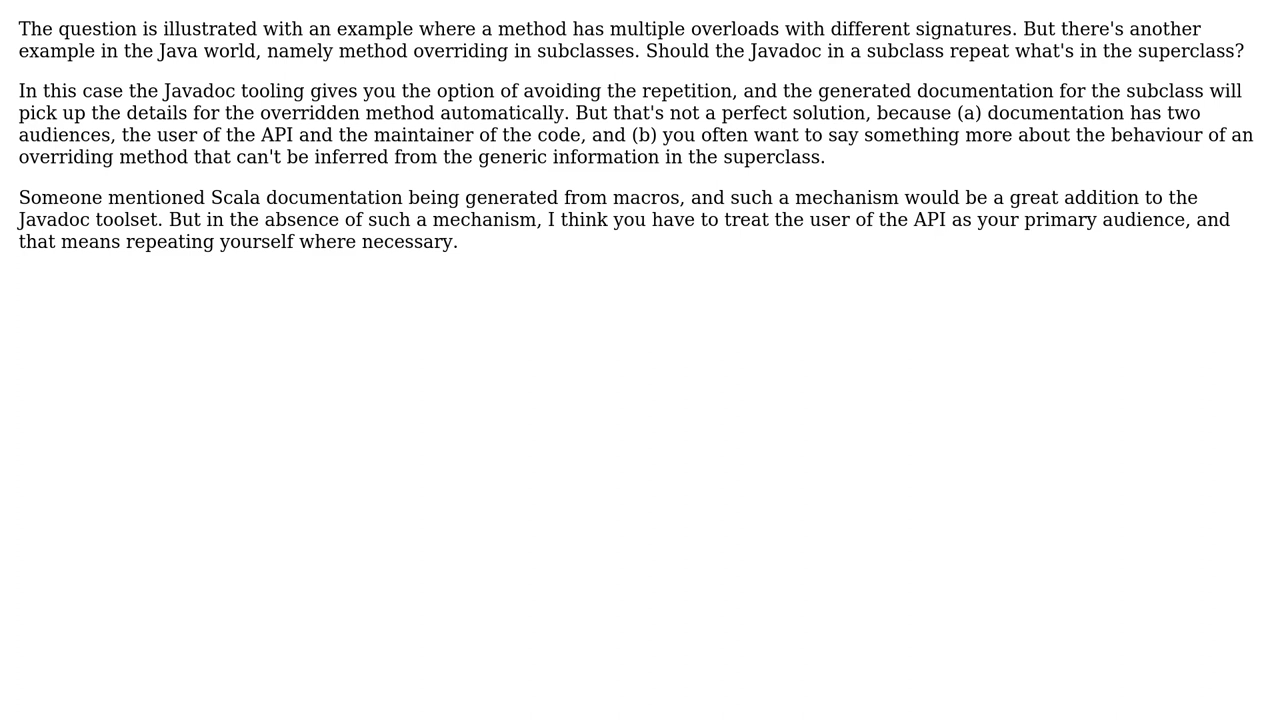 The question is illustrated with an example where a method has multiple overloads with different signatures. But there's another
example in the Java world, namely method overriding in subclasses. Should the Javadoc in a subclass repeat what's in the superclass?
In this case the Javadoc tooling gives you the option of avoiding the repetition, and the generated documentation for the subclass will
pick up the details for the overridden method automatically. But that's not a perfect solution, because (a) documentation has two
audiences, the user of the API and the maintainer of the code, and (b) you often want to say something more about the behaviour of an
overriding method that can't be inferred from the generic information in the superclass.
Someone mentioned Scala documentation being generated from macros, and such a mechanism would be a great addition to the
Javadoc toolset. But in the absence of such a mechanism, I think you have to treat the user of the API as your primary audience, and
that means repeating yourself where necessary.